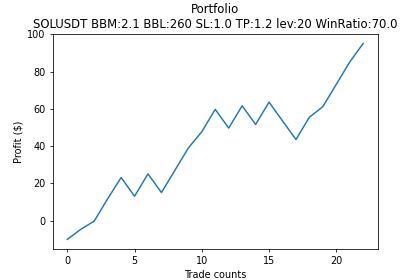 Portfolio
SOLUSDT BBM:2.1 BBL:260 SL:1.0 TP:1.2 lev:20 WinRatio:70.0
100
80
60
40
20
0
Profit ($)
0 5 10 15 20
Trade counts